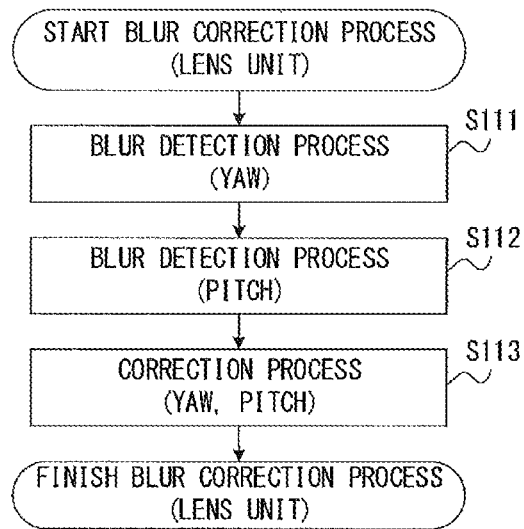 START BLUR CORRECTION PROCESS
(LENS UNIT)
S111
BLUR DETECTION PROCESS
(YAW)
S112
BLUR DETECTION PROCESS
(PITCH)
S113
CORRECTION PROCESS
(YAW, PITCH)
FINISH BLUR CORRECTION PROCESS
(LENS UNIT)